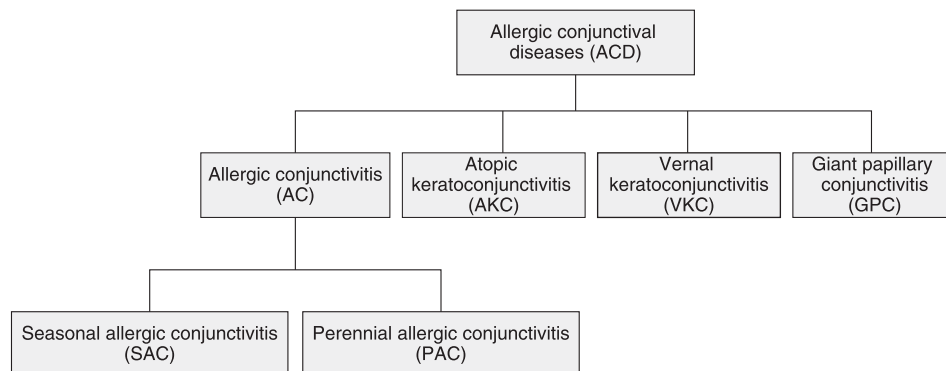 Allergic conjunctival
diseases (ACD)
Allergic conjunctivitis
(AC)
Atopic
keratoconjunctivitis
(AKC)
Vernal
keratoconjunctivitis
(VKC)
Giant papillary
conjunctivitis
(GPC)
Seasonal allergic conjunctivitis
(SAC)
Perennial allergic conjunctivitis
(PAC)